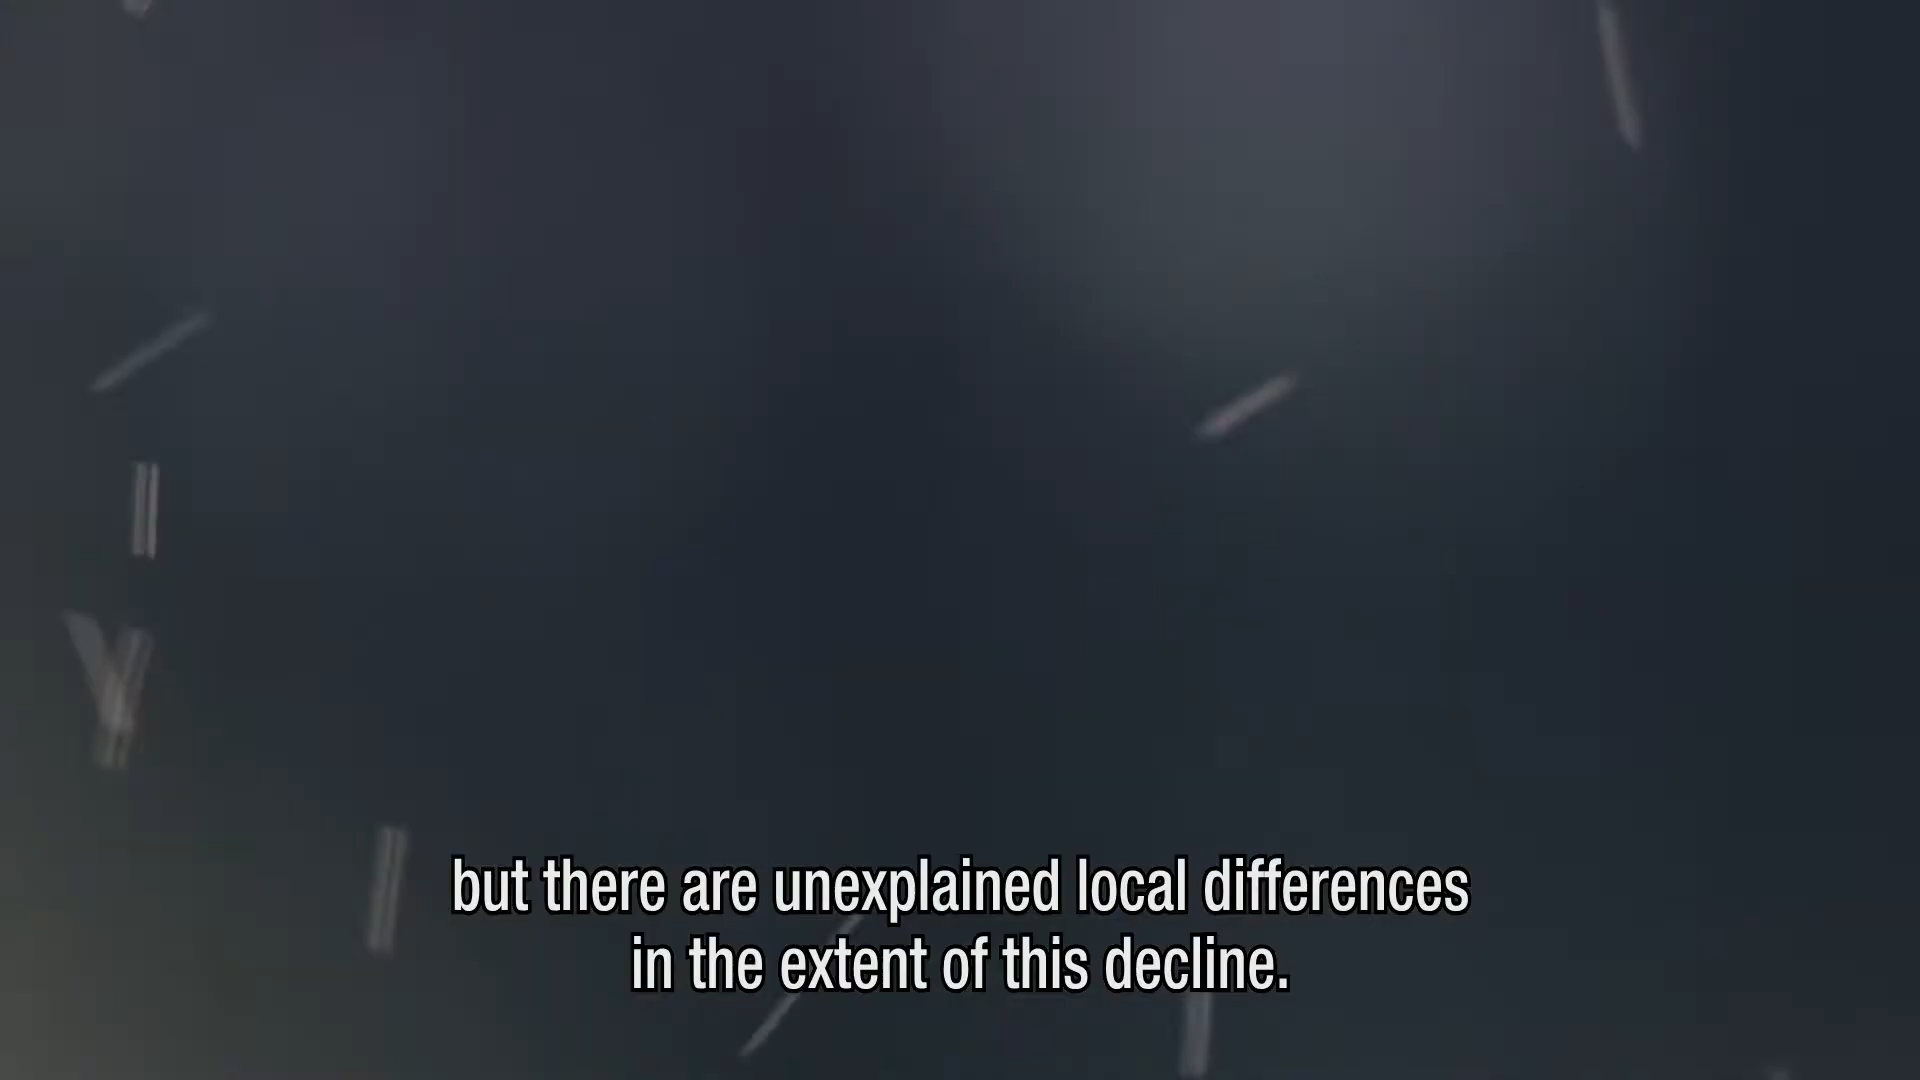 but there are unexplained local differences
in the extent of this decline.